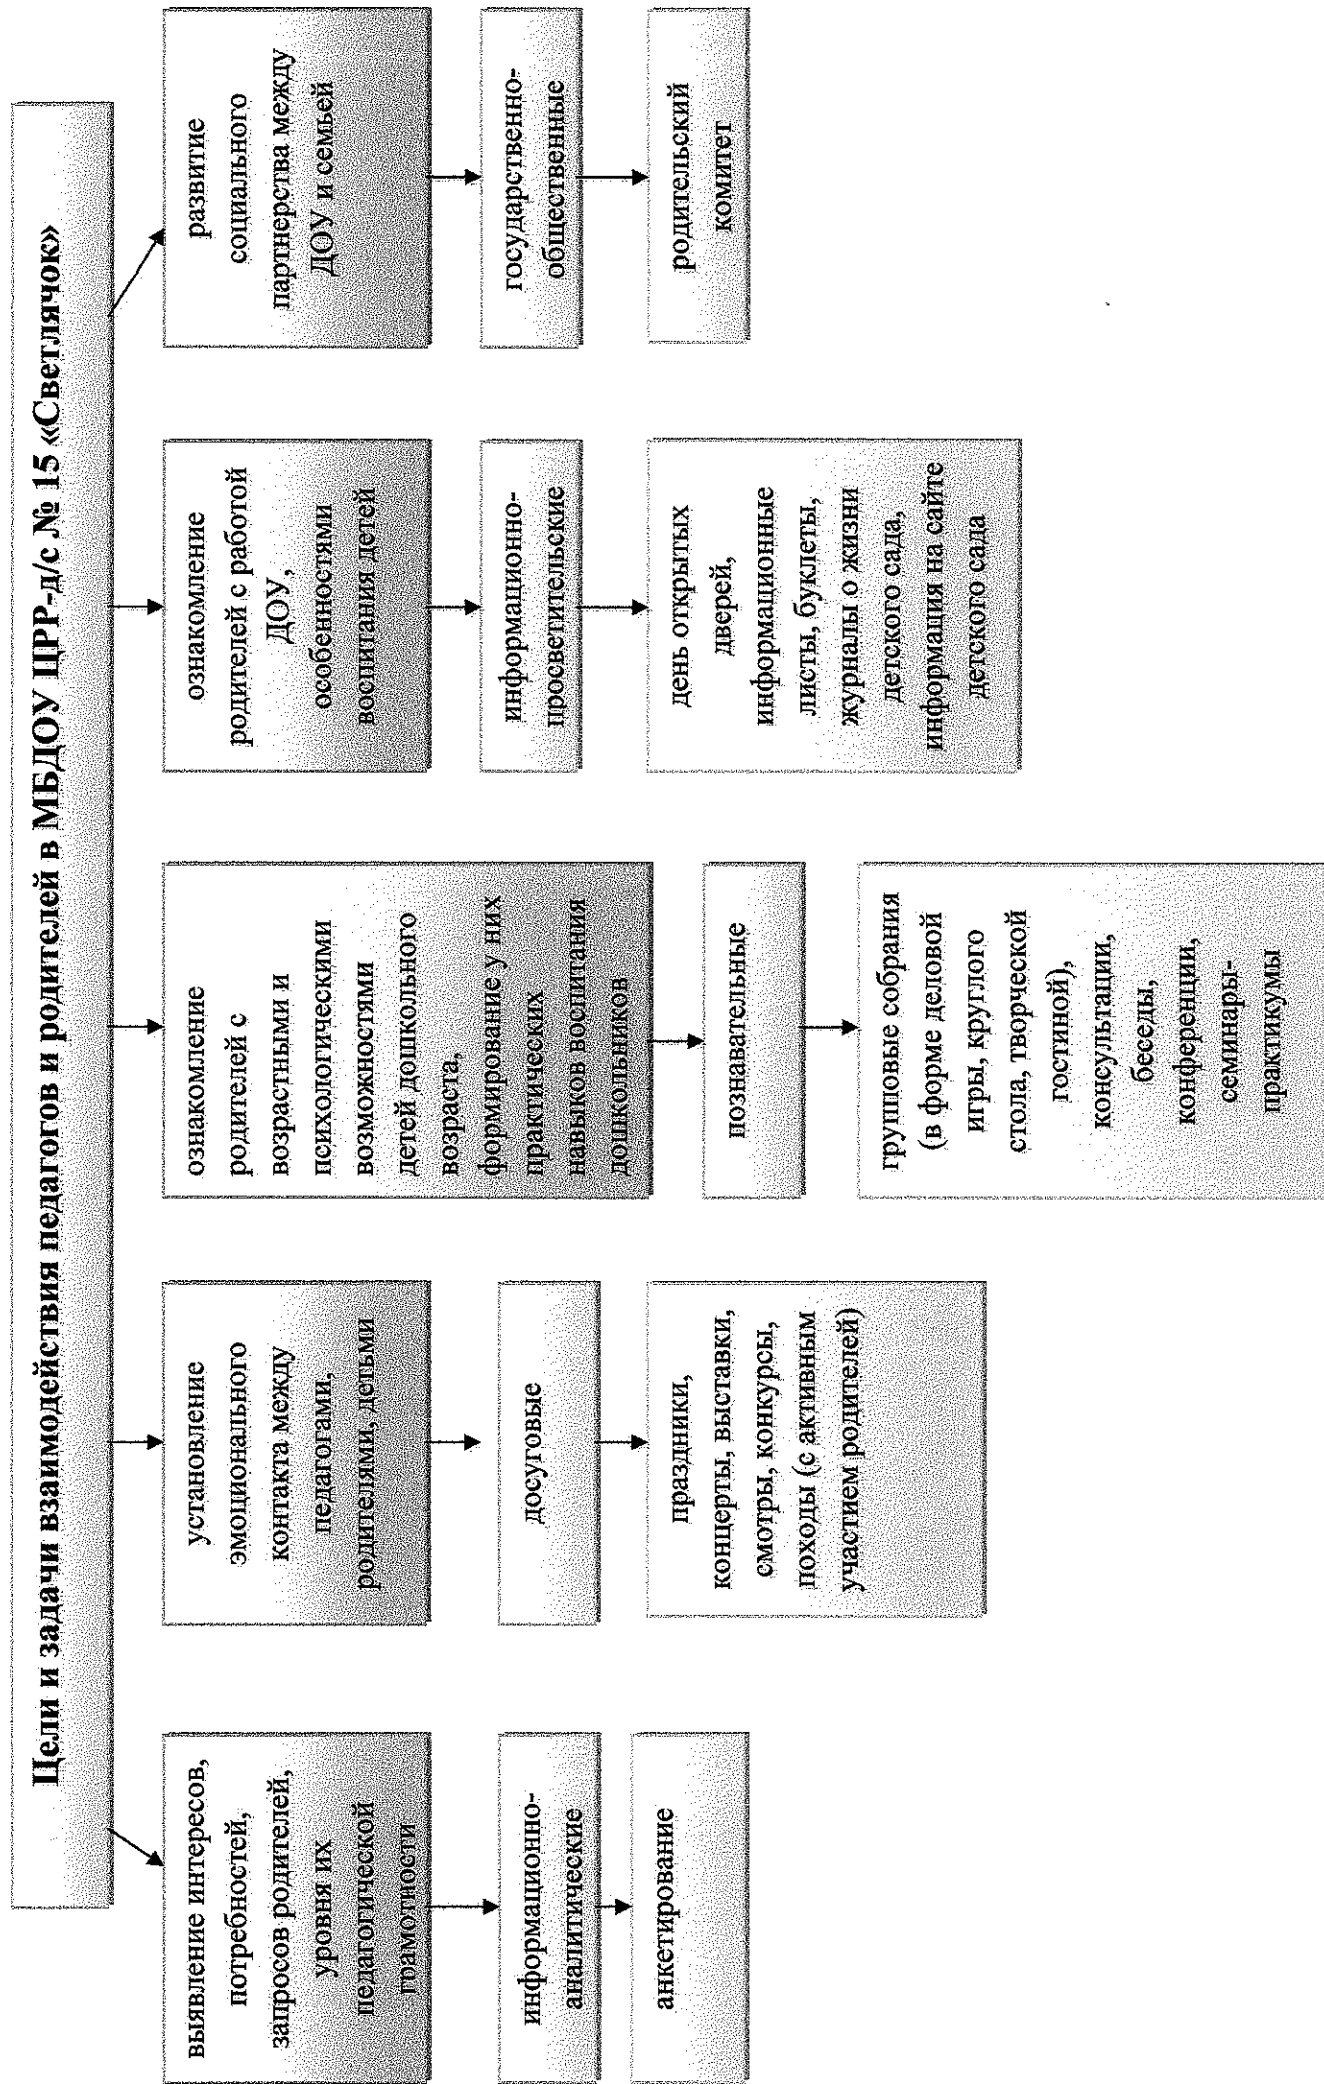 Цели и задачи взаимодействия педагогов и родителей в МБДОУ ЦРР-д/с № 15 «Светлячок»
выявление интересов,
потребностей,
запросов родителей,
уровня их
педагогической
грамотности
информационно-
аналитические
анкетирование
установление
эмоционального
контакта между
педагогами,
родителями, детьми
досуговые
праздники,
концерты, выставки,
смотры, конкурсы,
походы (с активным
участием родителей)
ознакомление
родителей с
возрастными и
психологическими
возможностями
детей дошкольного
возраста,
формирование у них
практических
навыков воспитания
дошкольников
познавательные
групповые собрания
(в форме деловой
игры, круглого
стола, творческой
гостиной),
консультации,
беседы,
конференции,
семинары-
практикумы
ознакомление
родителей с работой
ДОУ,
особенностями
воспитания детей
информационно-
просветительские
день открытых
дверей,
информационные
листы, буклеты,
журналы о жизни
детского сада,
информация на сайте
детского сада
развитие
социального
партнерства между
ДОУ и семьей
государственно-
общественные
родительский
комитет